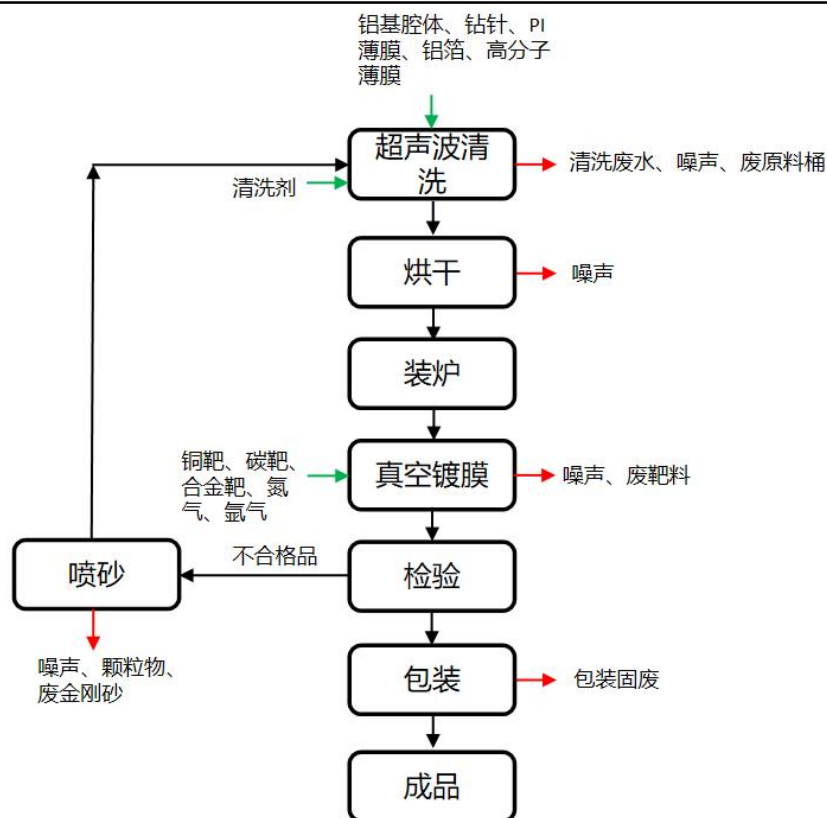 铝基腔体、钻针、PI
薄膜、铝箔、高分子
薄膜
超声波清
洗
清洗废水、噪声、废原料桶
清洗剂
烘干
噪声
装炉
铜靶、碳靶、
合金靶、氮
气、氩气
真空镀膜
噪声、废靶料
喷砂
不合格品
检验
噪声、颗粒物、
废金刚砂
包装
包装固废
成品